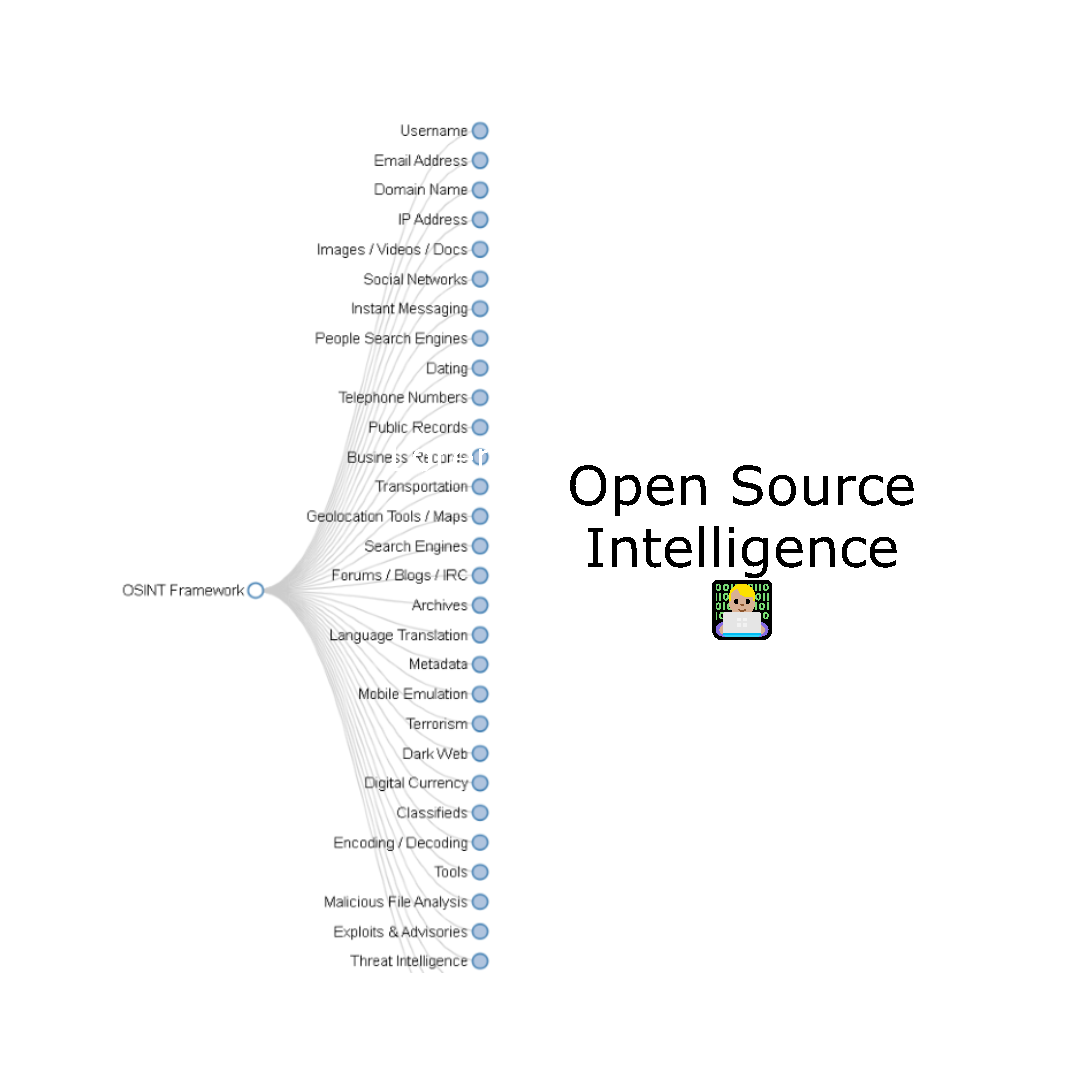 Username
Email Address
Domain Name
IP Address
Images / Videos / Docs
Social Networks
Instant Messaging
People Search Engines
Dating
Telephone Numbers
Public Records
Business
Transportation
Geolocation Tools / Maps
Search Engines
Forums / Blogs / IRC
OSINT Framework
Archives
Language Translation
Metadata
Mobile Emulation
Terrorism
Dark Web
Digital Currency
Classifieds
Encoding / Decoding
Tools
Malicious File Analysis
Exploits & Advisories
Threat Intelligence
Open Source
Intelligence